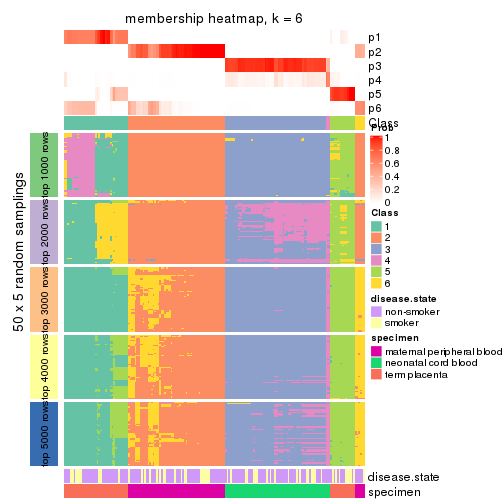 membership heatmap, k = 6
p1
p2
p3
p4
p5
p6
Class
Prob
1
0.8
0.6
0.4
0.2
0
Class
1
2
3
4
5
6
disease.state
non-smoker
smoker
specimen
maternal peripheral blood
neonatal cord blood
term placenta
50 x 5 random samplings
top 1000 rows
top 2000 rows
top 3000 rows
top 4000 rows
top 5000 rows
disease.state
specimen